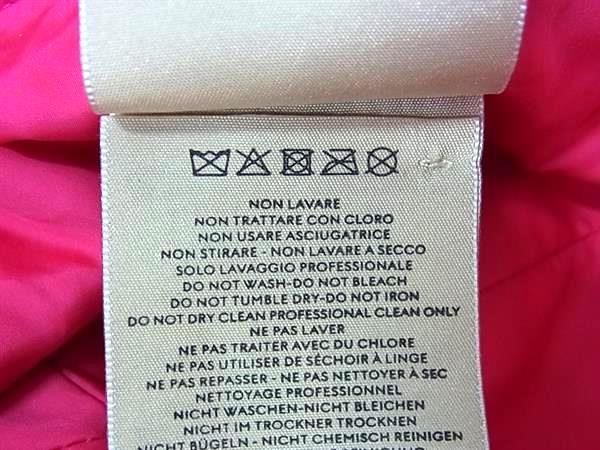 NON LAVARE
NON TRATTARE CON CLORO
NON USARE ASCIUGATRICE
NON STIRARE - NON LAVARE A SECCO
SOLO LAVAGGIO PROFESSIONALE
DO NOT WASH-DO NOT BLEACH
DO NOT TUMBLE DRY-DO NOT IRON
DO NOT DRY CLEAN PROFESSIONAL CLEAN ONLY
NE PAS LAVER
NE PAS TRAITER AVEC DU CHLORE
NE PAS UTILISER DE SÉCHOIR À LINGE
NE PAS REPASSER - NE PAS NETTOYER À SEC
NETTOYAGE PROFESSIONNEL
NICHT WASCHEN-NICHT BLEICHEN
NICHT IM TROCKNER TROCKNEN
NICHT BÜGELN - NICHT CHEMISCH REINIGEN